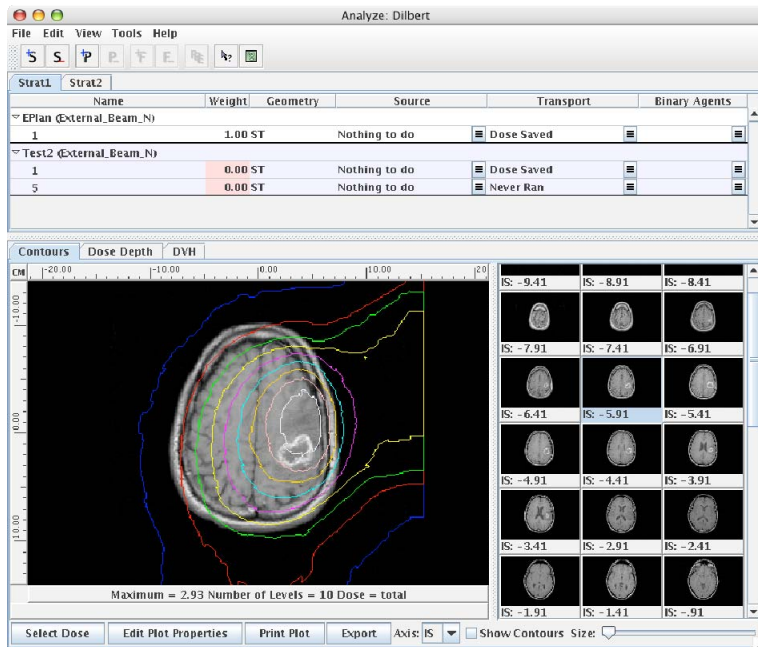 Analyze: Dilbert
File Edit View Tools Help
S S P P F E PE ?
Strat1 Strat2
Name Weight Geometry Source Transport Binary Agents
EPlan (External_Beam_N)
1 1.00 ST Nothing to do Dose Saved
Test2 (External_Beam_N)
1 0.00 ST Nothing to do Dose Saved
5 0.00 ST Nothing to do Never Ran
Contours Dose Depth DVH
CM -20.00 -10.00 0.00 10.00 20
-10.00
0.00
10.00
IS: -9.41 IS: -8.91 IS: -8.41
IS: -7.91 IS: -7.41 IS: -6.91
IS: -6.41 IS: -5.91 IS: -5.41
IS: -4.91 IS: -4.41 IS: -3.91
IS: -3.41 IS: -2.91 IS: -2.41
IS: -1.91 IS: -1.41 IS: -.91
Maximum = 2.93 Number of Levels = 10 Dose = total
Select Dose Edit Plot Properties Print Plot Export Axis: IS Show Contours Size: